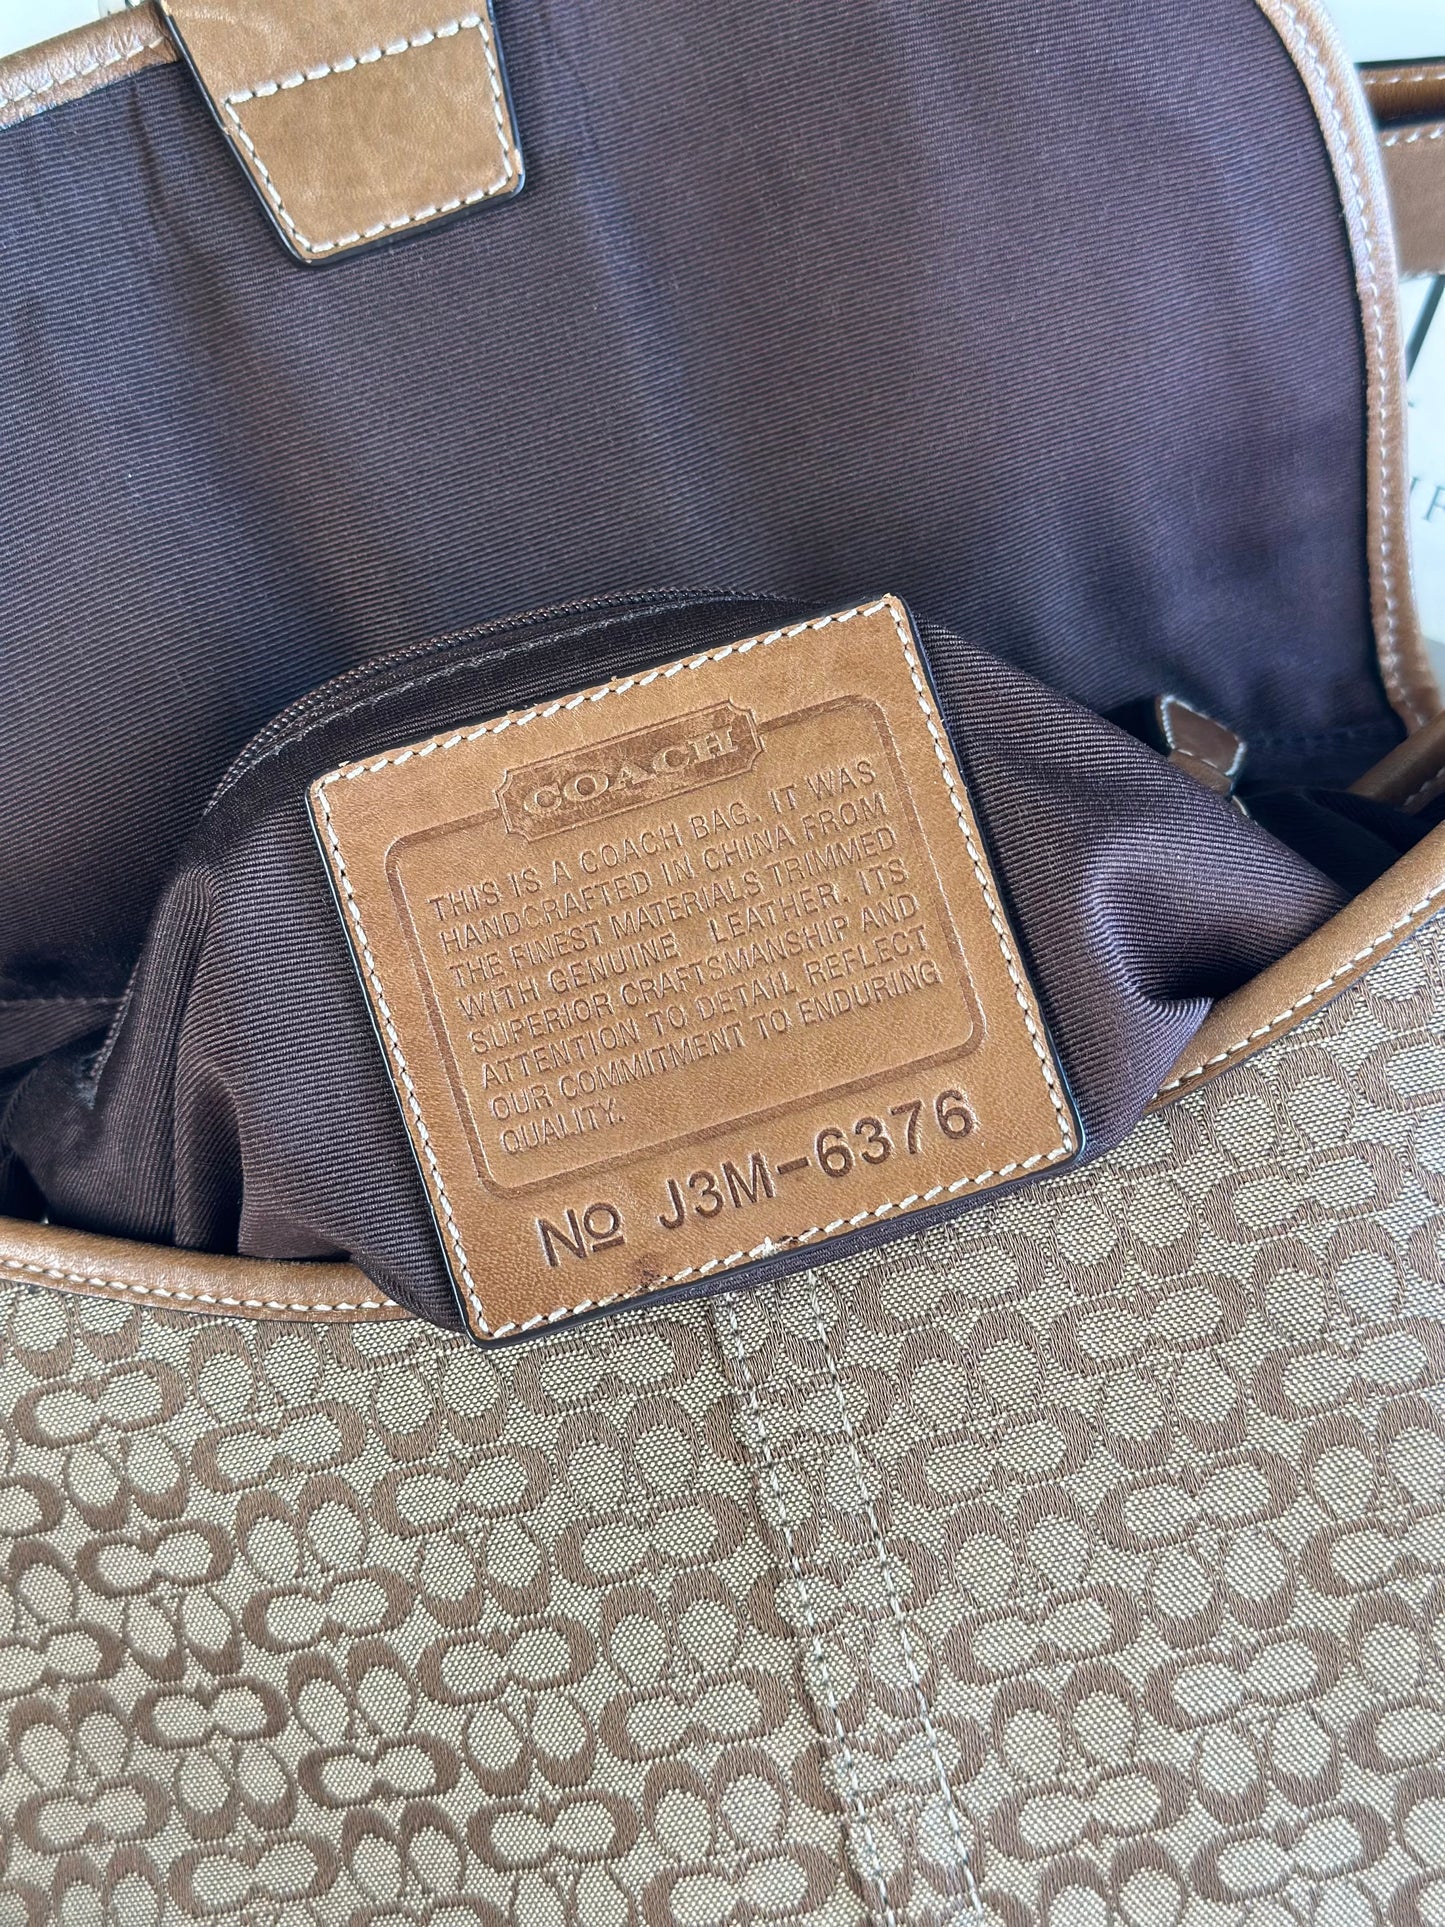 COACH
THIS IS A COACH BAG. IT WAS
HANDCRAFTED IN CHINA FROM
THE FINEST MATERIALS TRIMMED
WITH GENUINE LEATHER. ITS
SUPERIOR CRAFTSMANSHIP AND
ATTENTION TO DETAIL REFLECT
OUR COMMITMENT TO ENDURING
QUALITY.
No J3M-6376